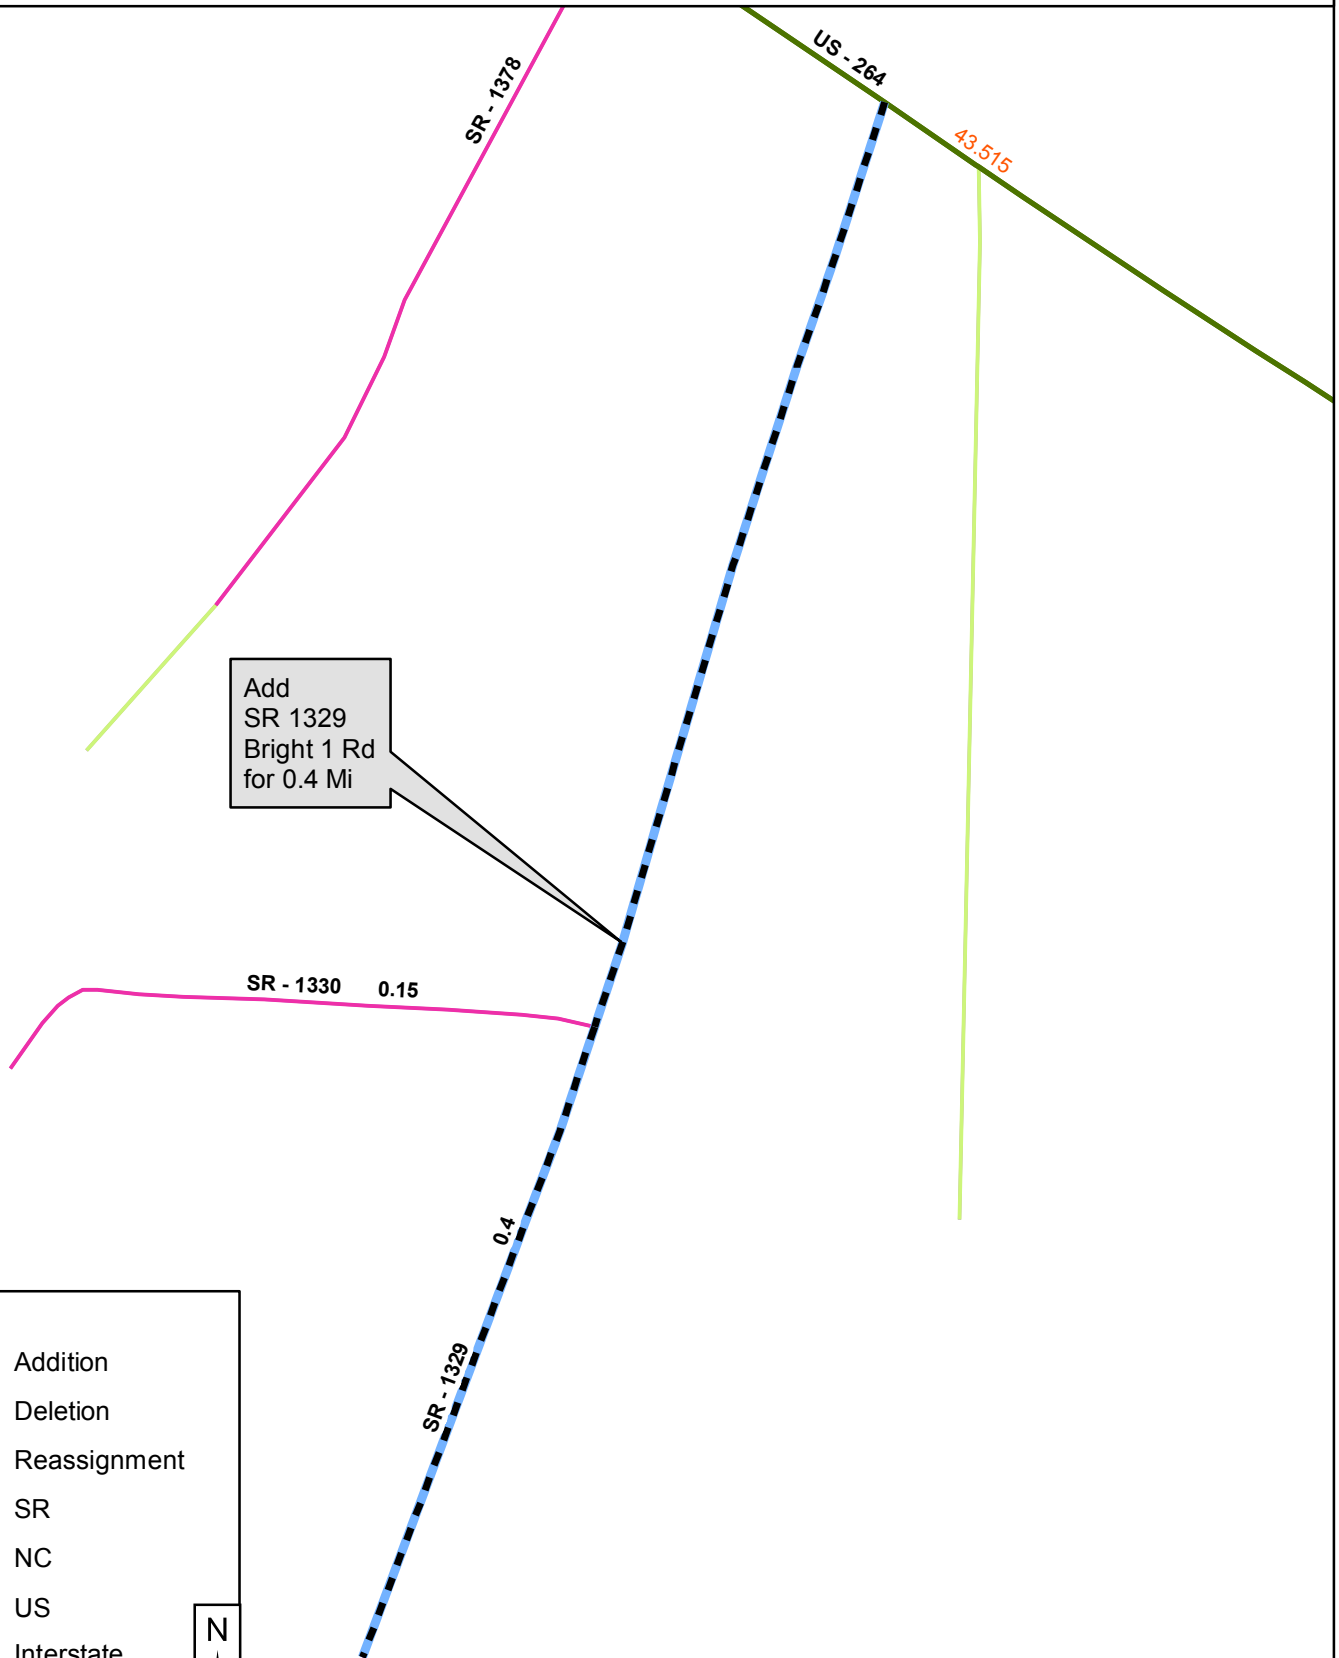 US - 264
SR - 1378
43.515
Add
SR 1329
Bright 1 Rd
for 0.4 Mi
SR - 1330 0.15
0.4
SR - 1329
Addition
Deletion
Reassignment
SR
NC
US
Interstate
N